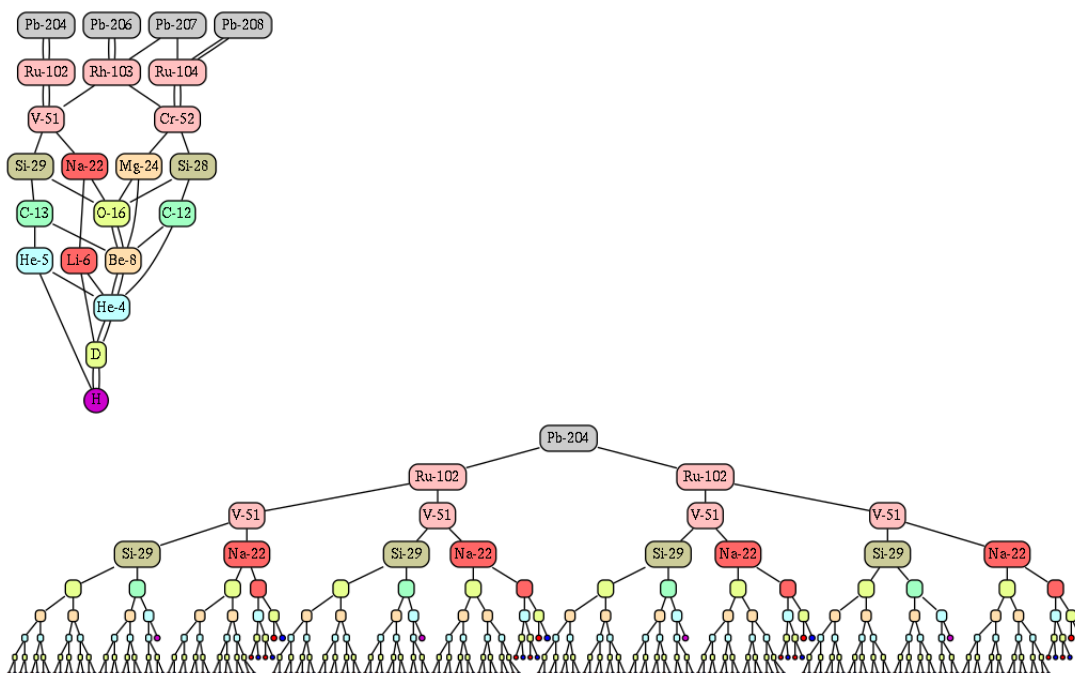 Pb-204 Pb-206 Pb-207 Pb-208
Ru-102 Rh-103 Ru-104
V-51 Cr-52
Si-29 Na-22 Mg-24 Si-28
C-13 O-16 C-12
He-5 Li-6 Be-8
He-4
D
H
Pb-204
Ru-102 Ru-102
V-51 V-51 V-51 V-51
Si-29 Na-22 Si-29 Na-22 Si-29 Na-22 Si-29 Na-22